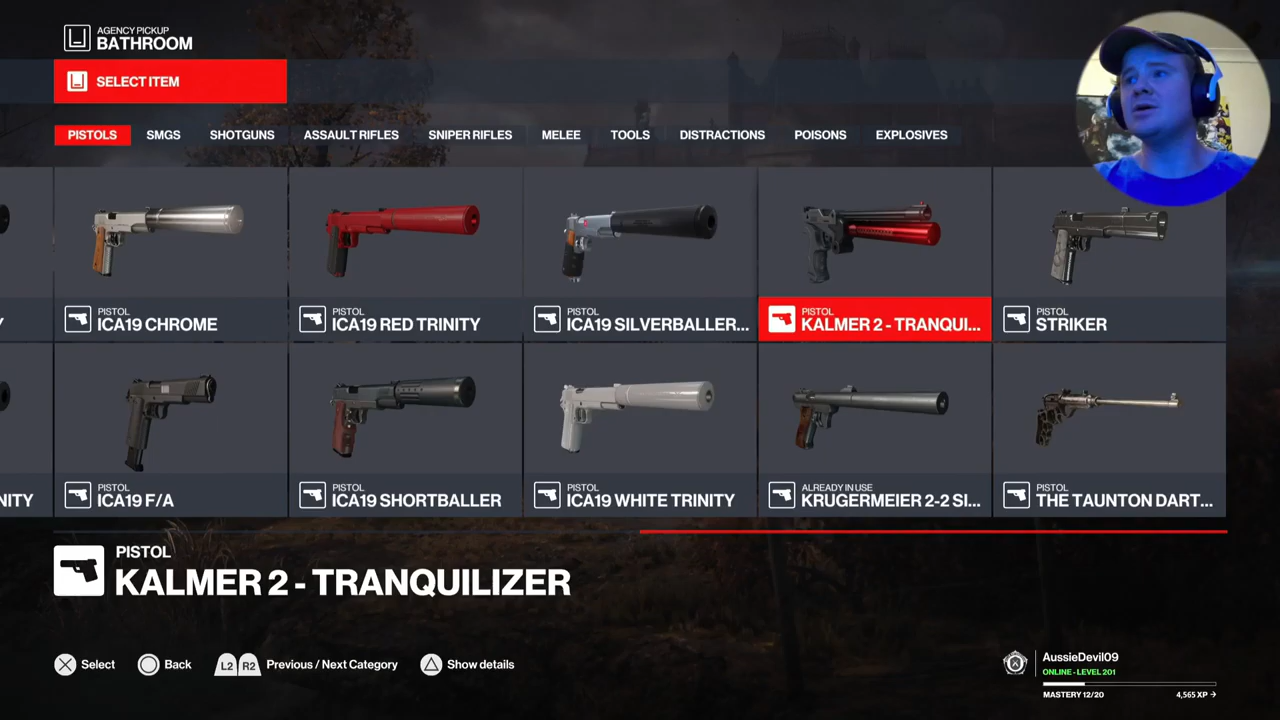 AGENCY PICKUP
BATHROOM
SELECT ITEM
PISTOLS SMGS SHOTGUNS ASSAULT RIFLES SNIPER RIFLES MELEE TOOLS DISTRACTIONS POISONS EXPLOSIVES
Y
PISTOL
ICA19 CHROME
PISTOL
ICA19 RED TRINITY
PISTOL
ICA19 SILVERBALLER...
PISTOL
KALMER 2 - TRANQUI...
PISTOL
STRIKER
NITY
PISTOL
ICA19 F/A
PISTOL
ICA19 SHORTBALLER
PISTOL
ICA19 WHITE TRINITY
ALREADY IN USE
KRUGERMEIER 2-2 SI...
PISTOL
THE TAUNTON DART...
PISTOL
KALMER 2 - TRANQUILIZER
Select Back L2 R2 Previous / Next Category Show details
AussieDevil09
ONLINE - LEVEL 201
MASTERY 12/20 4,565 XP